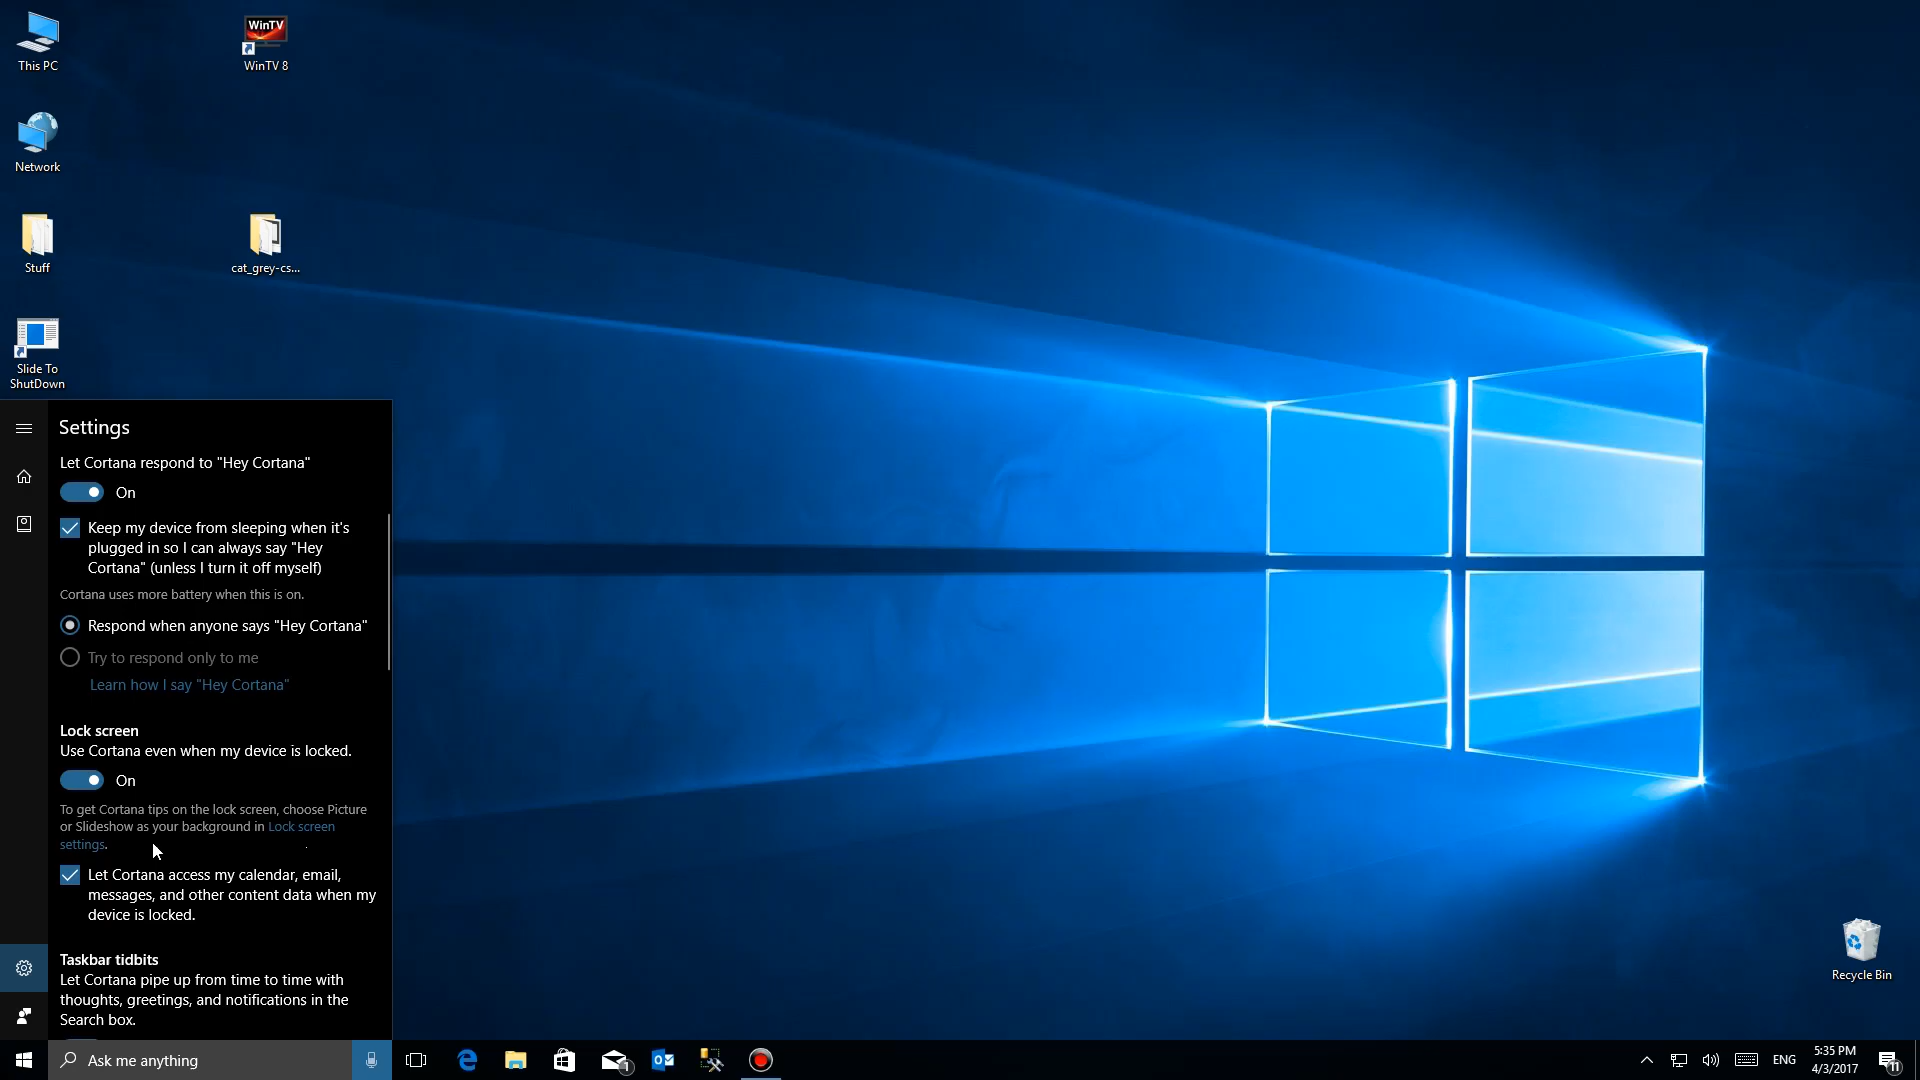 This PC
WinTV
WinTV 8
Network
Stuff
cat_grey-cs...
Slide To
ShutDown
Settings
Let Cortana respond to "Hey Cortana"
On
Keep my device from sleeping when it's
plugged in so I can always say "Hey
Cortana" (unless I turn it off myself)
Cortana uses more battery when this is on.
Respond when anyone says "Hey Cortana"
Try to respond only to me
Learn how I say "Hey Cortana"
Lock screen
Use Cortana even when my device is locked.
On
To get Cortana tips on the lock screen, choose Picture
or Slideshow as your background in Lock screen
settings.
Let Cortana access my calendar, email,
messages, and other content data when my
device is locked.
Taskbar tidbits
Let Cortana pipe up from time to time with
thoughts, greetings, and notifications in the
Search box.
Recycle Bin
Ask me anything
1
ENG
5:35 PM
4/3/2017
11